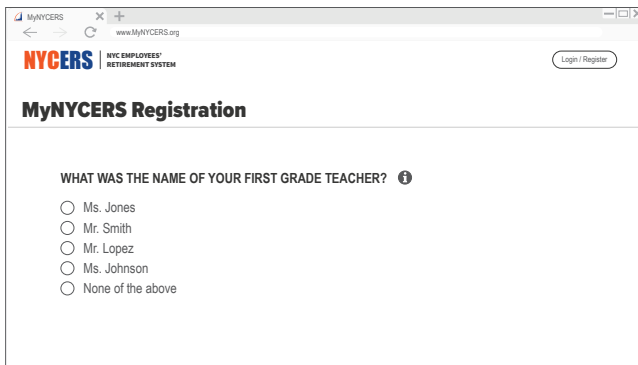 MyNYCERS
www.MyNYCERS.org
NYCERS
NYC EMPLOYEES'
RETIREMENT SYSTEM
Login / Register
MyNYCERS Registration
WHAT WAS THE NAME OF YOUR FIRST GRADE TEACHER?
Ms. Jones
Mr. Smith
Mr. Lopez
Ms. Johnson
None of the above